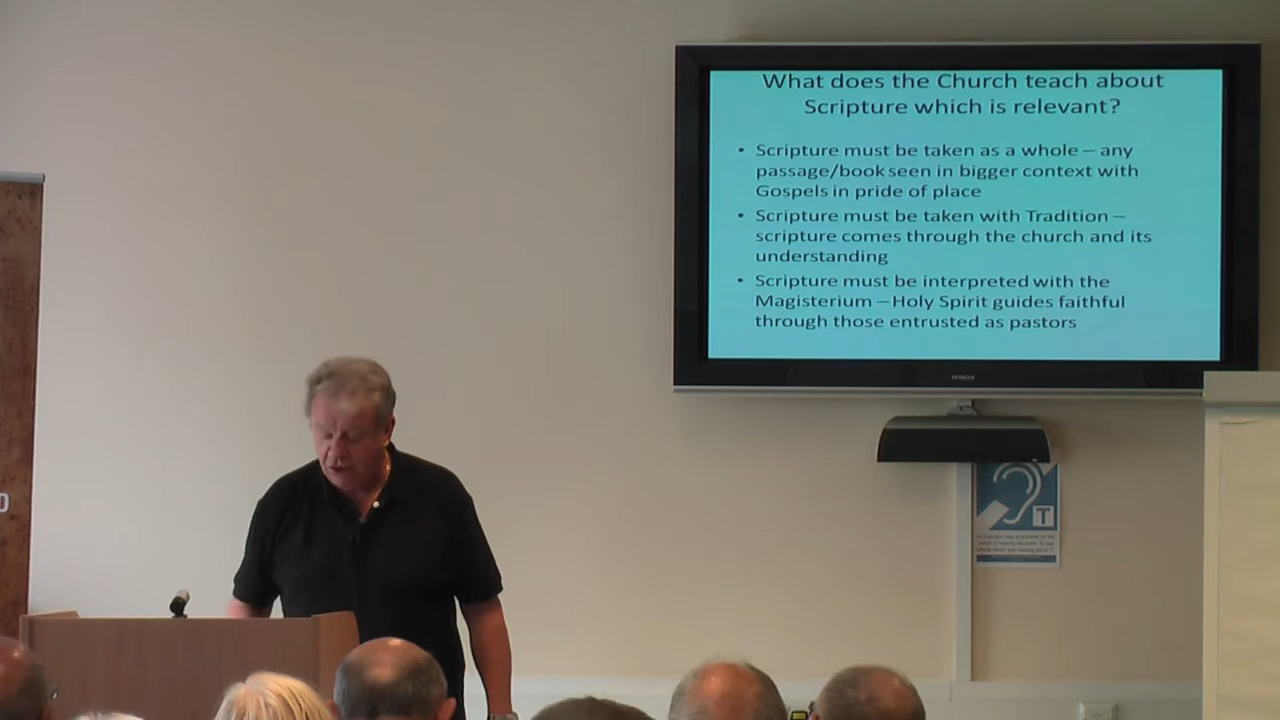 What does the Church teach about
Scripture which is relevant?
• Scripture must be taken as a whole – any
passage/book seen in bigger context with
Gospels in pride of place
• Scripture must be taken with Tradition –
scripture comes through the church and its
understanding
• Scripture must be interpreted with the
Magisterium – Holy Spirit guides faithful
through those entrusted as pastors
HITACHI
T
D